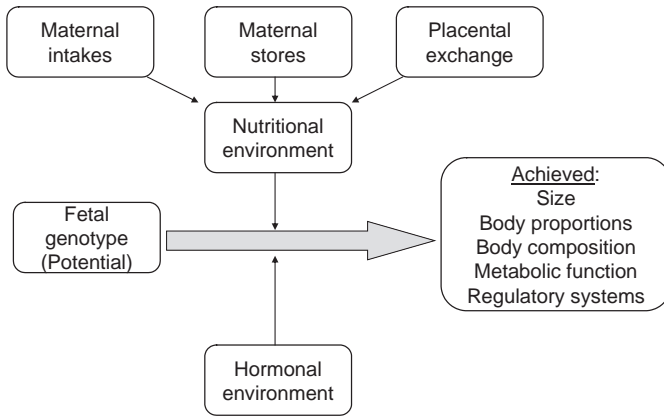 Maternal
intakes
Maternal
stores
Placental
exchange
Nutritional
environment
Fetal
genotype
(Potential)
Achieved:
Size
Body proportions
Body composition
Metabolic function
Regulatory systems
Hormonal
environment